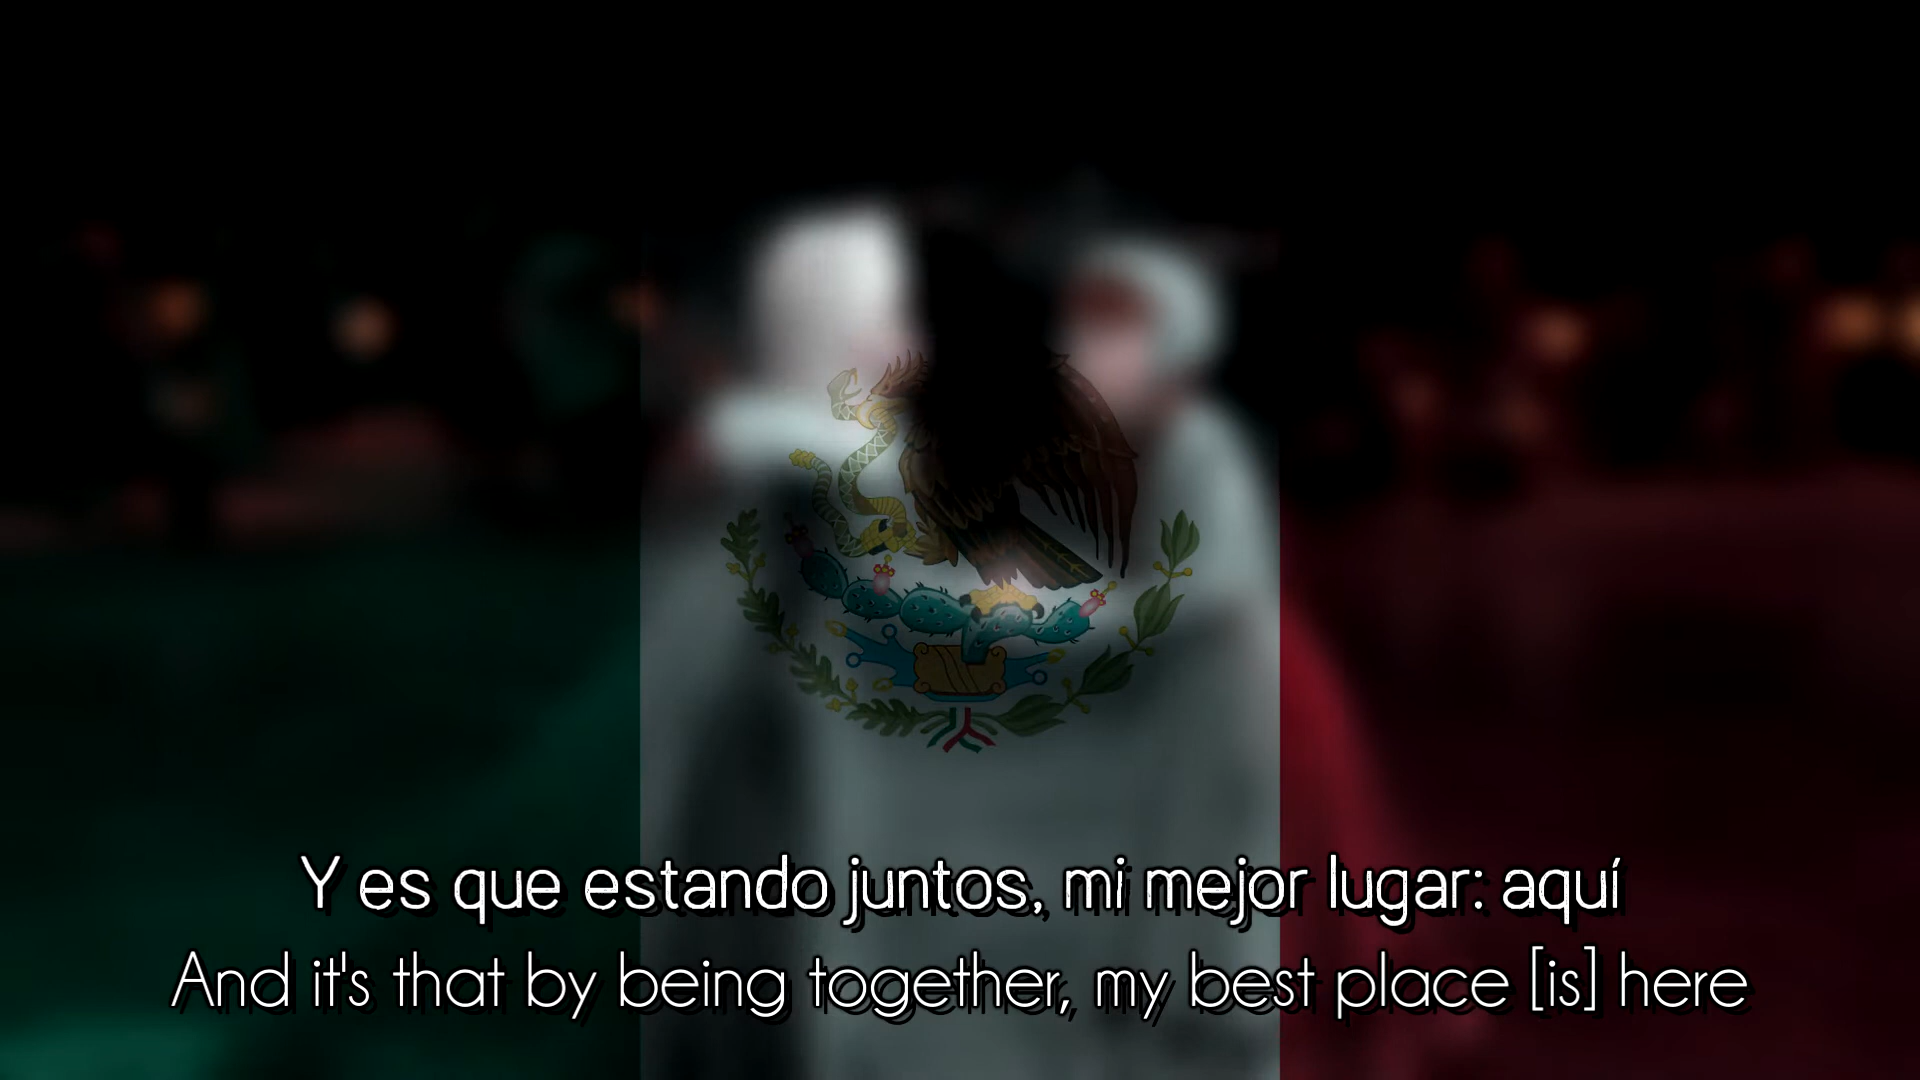 Y es que estando juntos, mi mejor lugar: aquí
And it's that by being together, my best place [is] here